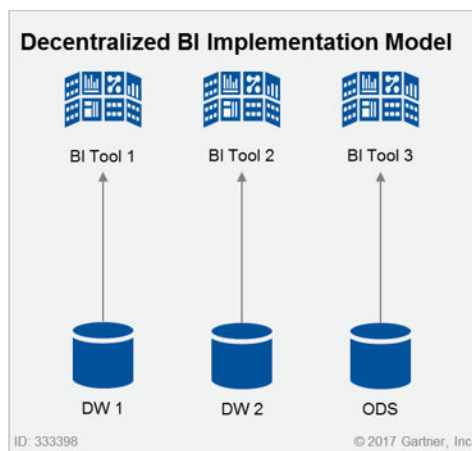 Decentralized BI Implementation Model
BI Tool 1 BI Tool 2 BI Tool 3
DW 1 DW 2 ODS
ID: 333398 © 2017 Gartner, Inc